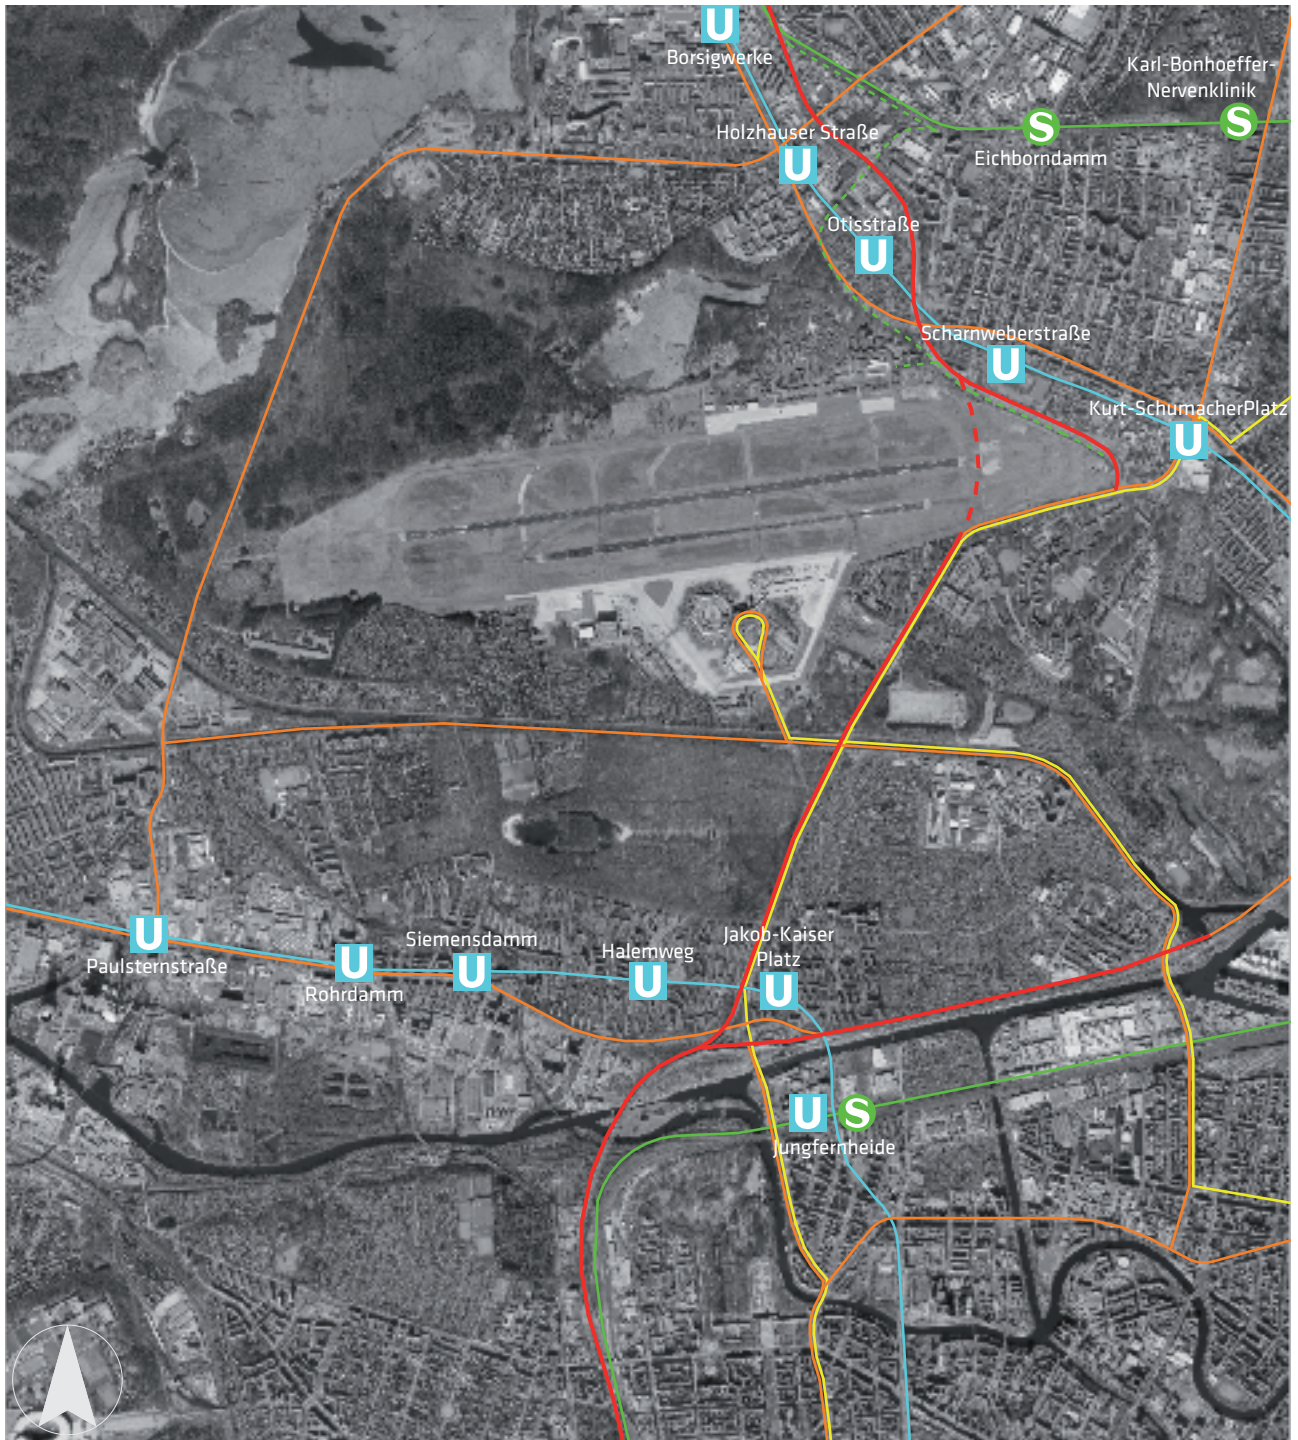 U
Borsigwerke
Karl-Bonhoeffer-
Nervenklinik
S
S
Eichborndamm
Holzhauser Straße
U
Otisstraße
U
Scharnweberstraße
U
Kurt-SchumacherPlatz
U
U
Paulsternstraße
U
Rohrdamm
Siemensdamm
U
Halemweg
U
Jakob-Kaiser
Platz
U
U
S
Jungfernheide